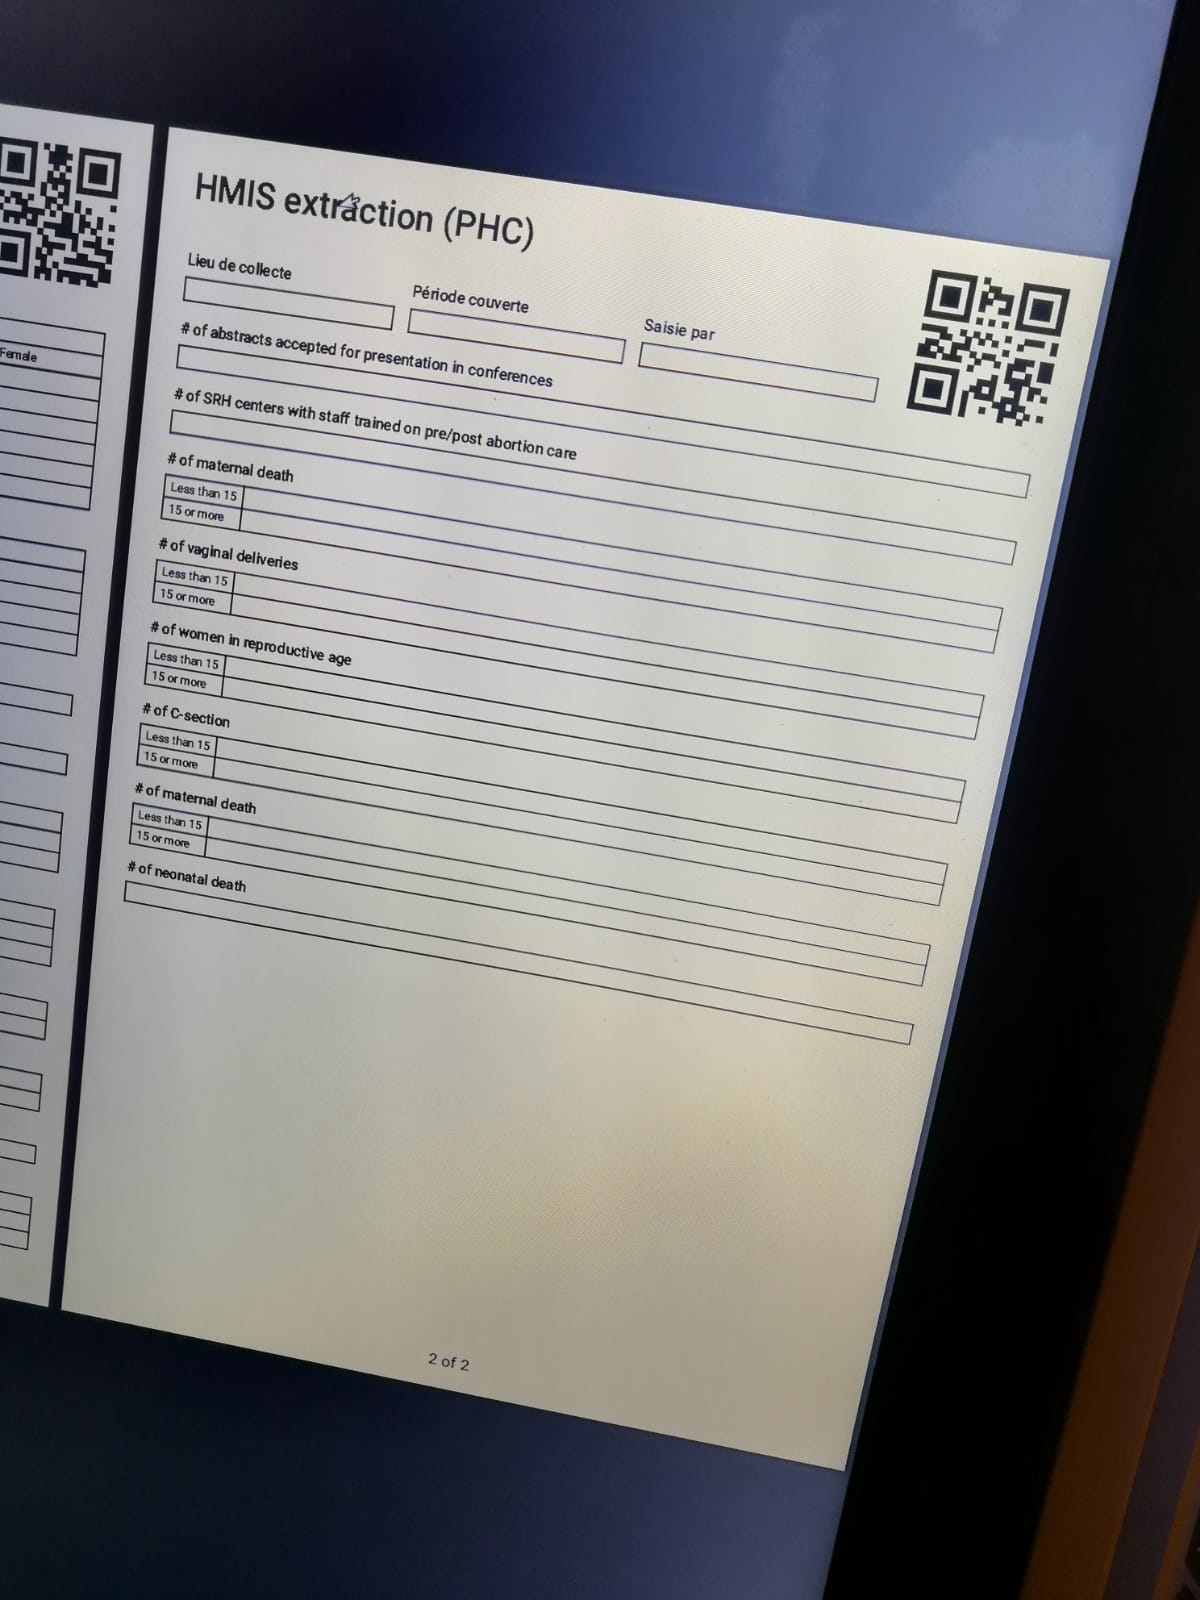 Female
HMIS extraction (PHC)
Lieu de collecte
Période couverte
Saisie par
# of abstracts accepted for presentation in conferences
# of SRH centers with staff trained on pre/post abortion care
# of maternal death
Less than 15
15 or more
# of vaginal deliveries
Less than 15
15 or more
# of women in reproductive age
Less than 15
15 or more
# of C-section
Less than 15
15 or more
# of maternal death
Less than 15
15 or more
# of neonatal death
2 of 2